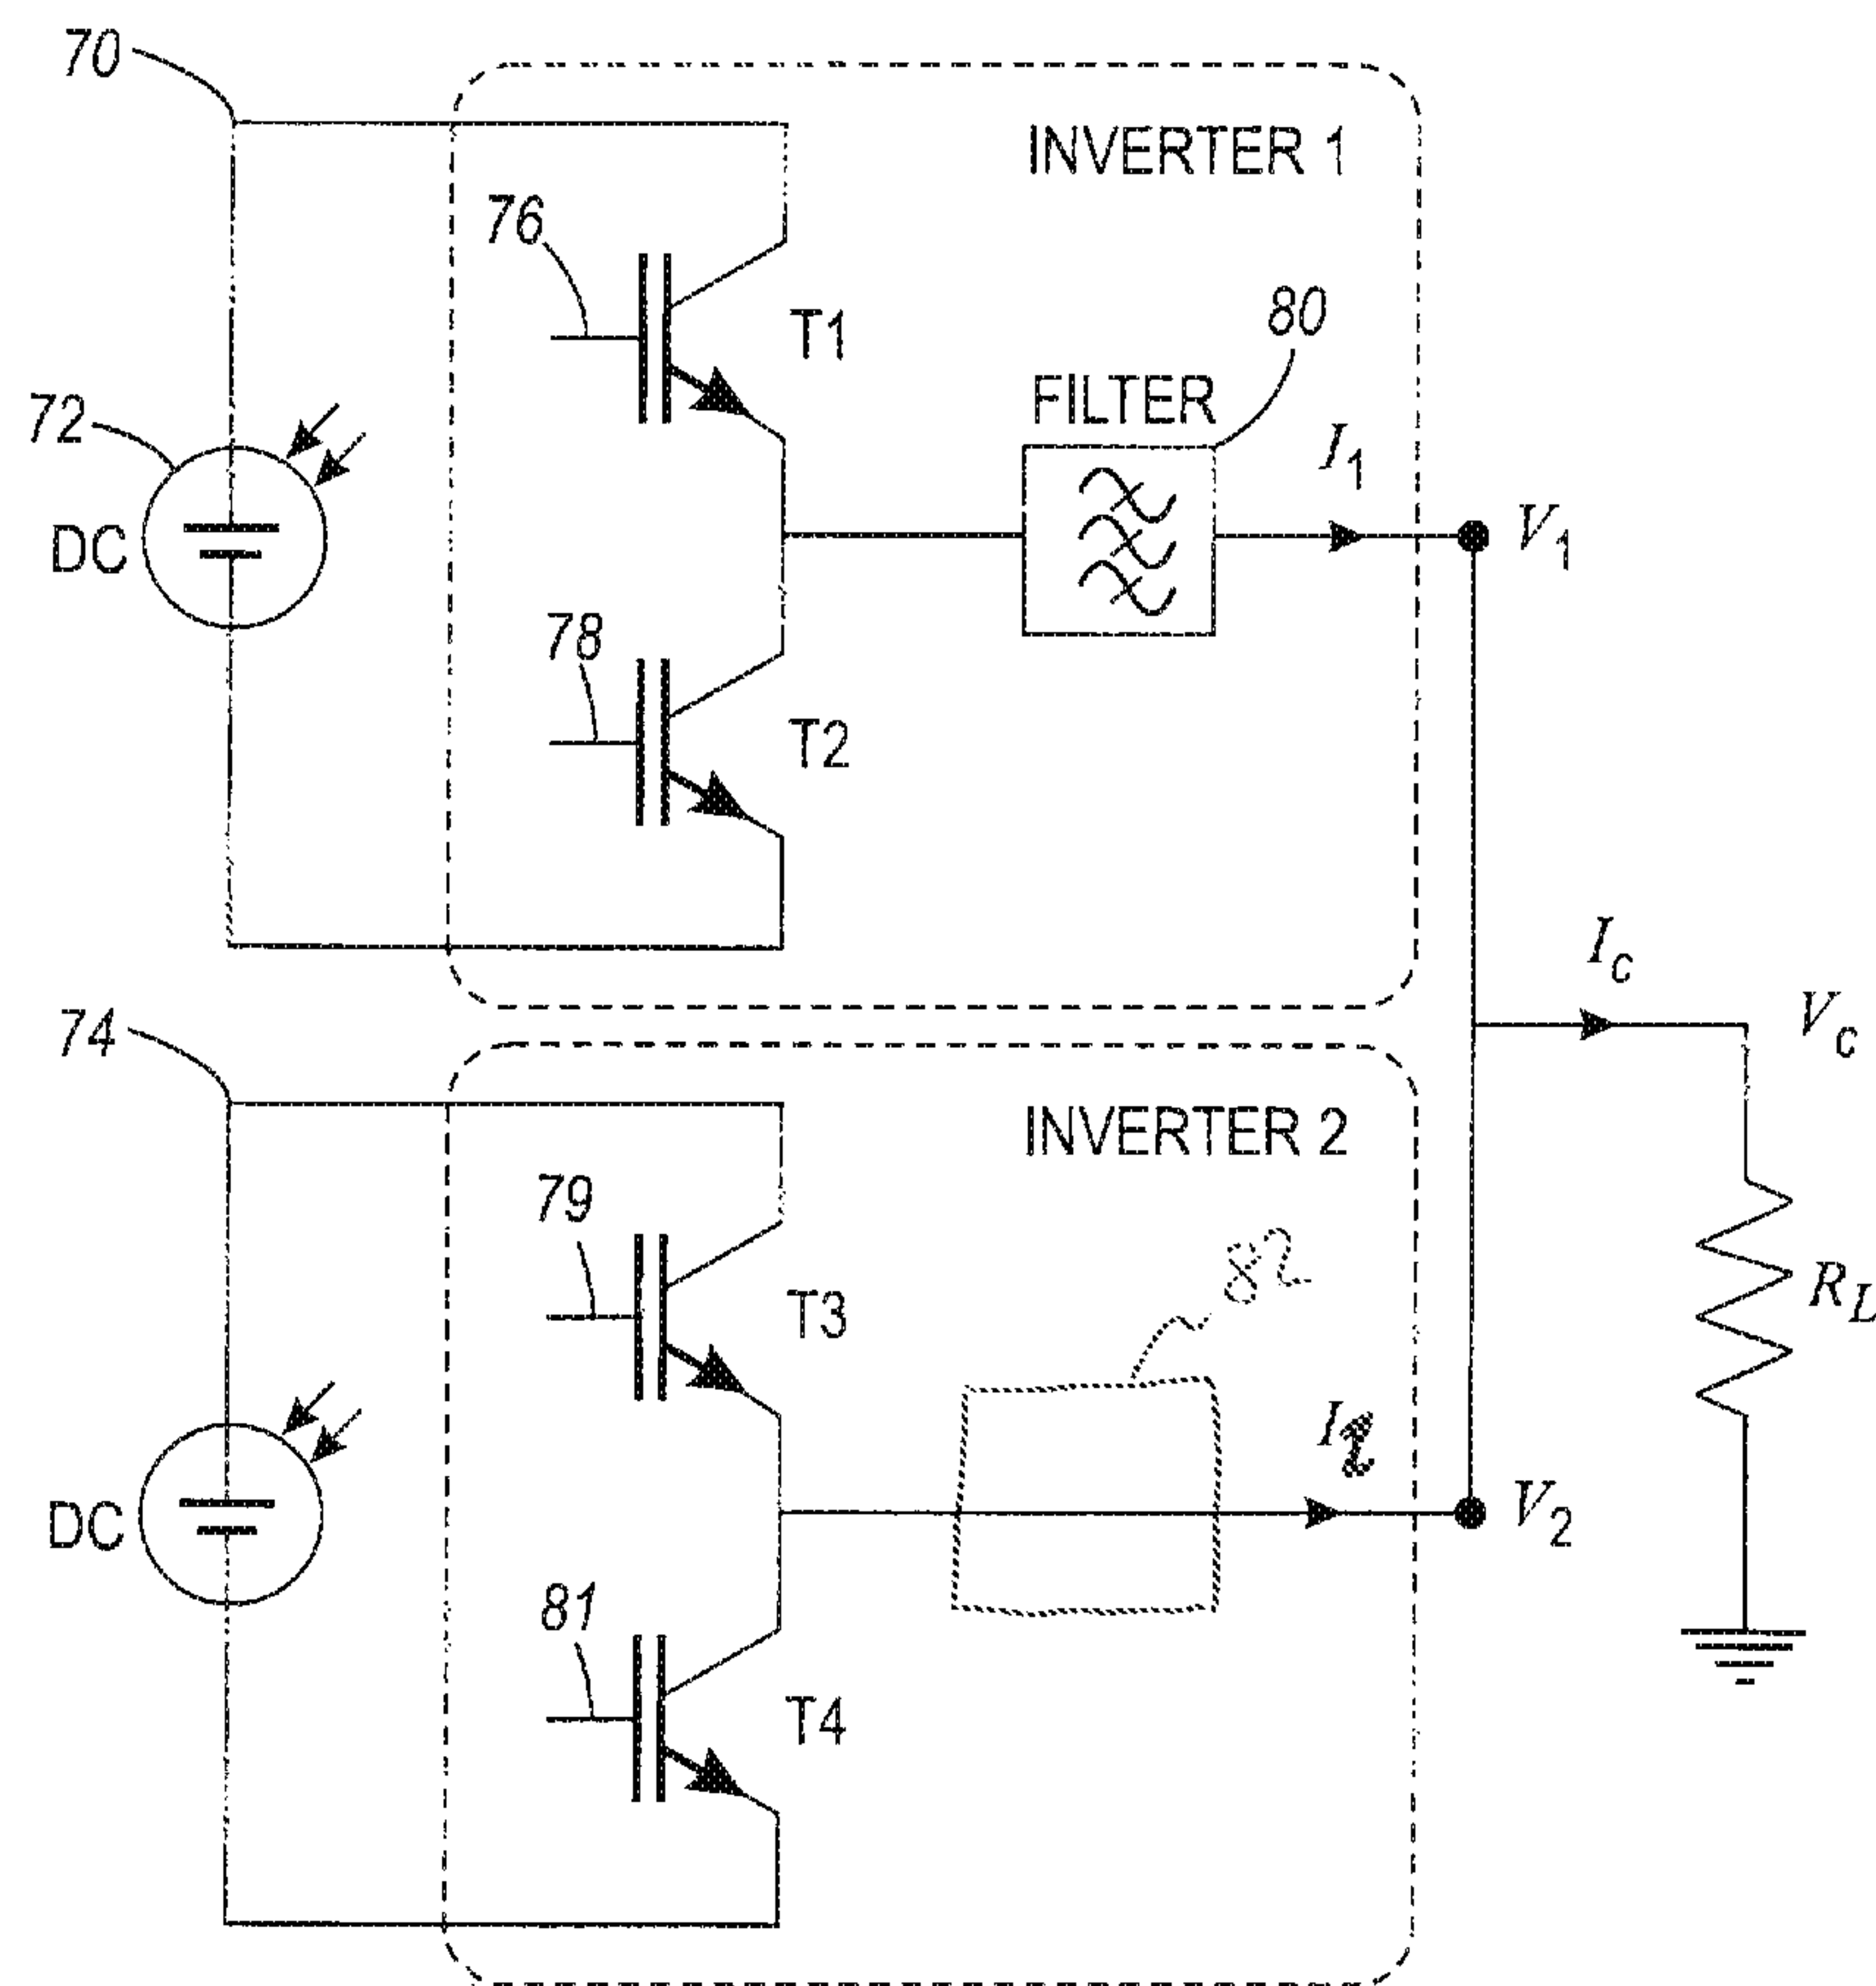 70
INVERTER 1
76
T1
80
FILTER
I1
72
DC
V1
78
T2
Ic
Vc
74
INVERTER 2
79
82
T3
RL
I2
DC
V2
81
T4